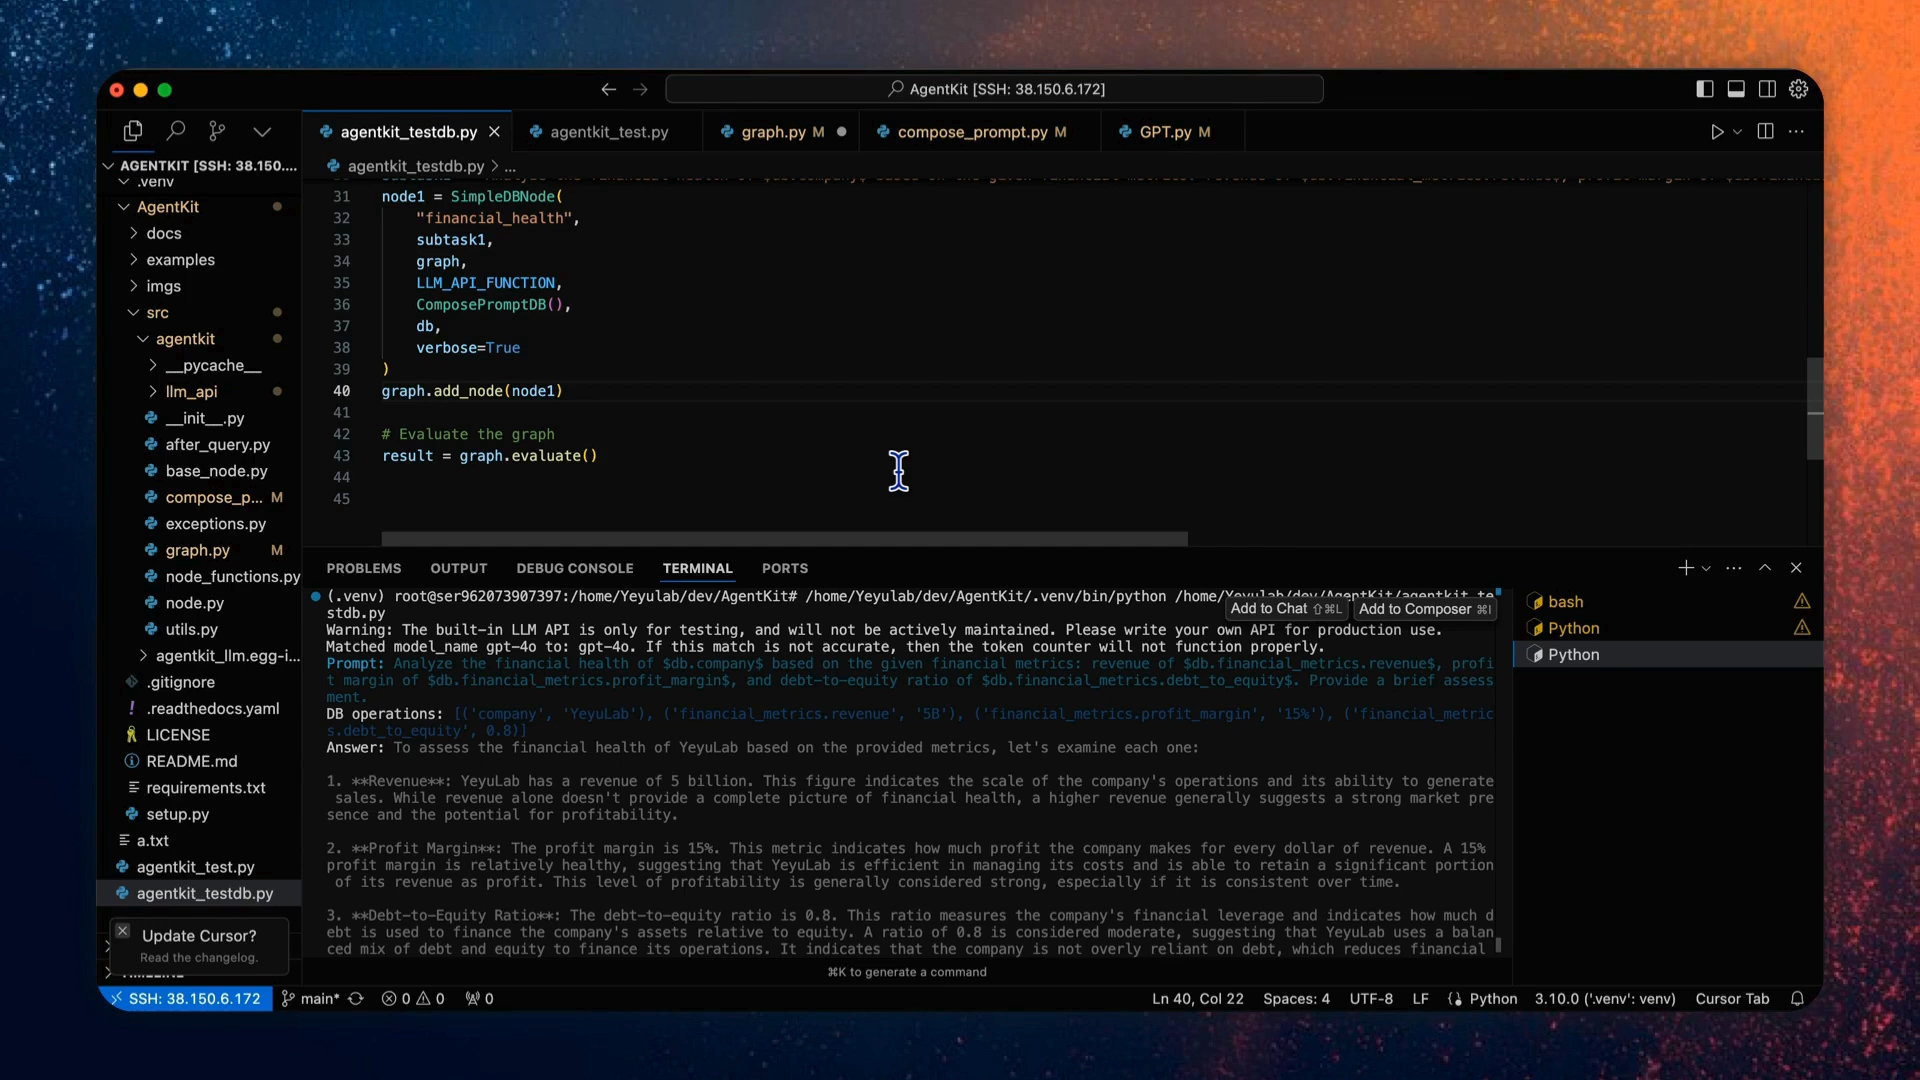 AgentKit [SSH: 38.150.6.172]
agentkit_testdb.py
agentkit_test.py
graph.py M
compose_prompt.py M
GPT.py M
AGENTKIT [SSH: 38.150....
agentkit_testdb.py > ...
.venv
AgentKit
docs
examples
imgs
src
agentkit
__pycache__
llm_api
__init__.py
after_query.py
base_node.py
compose_p... M
exceptions.py
graph.py M
node_functions.py
node.py
utils.py
agentkit_llm.egg-i...
.gitignore
.readthedocs.yaml
LICENSE
README.md
requirements.txt
setup.py
a.txt
agentkit_test.py
agentkit_testdb.py
Update Cursor?
Read the changelog.
31 node1 = SimpleDBNode(
32 "financial_health",
33 subtask1,
34 graph,
35 LLM_API_FUNCTION,
36 ComposePromptDB(),
37 db,
38 verbose=True
39 )
40 graph.add_node(node1)
41
42 # Evaluate the graph
43 result = graph.evaluate()
44
45
PROBLEMS OUTPUT DEBUG CONSOLE TERMINAL PORTS
(.venv) root@ser962073907397:/home/Yeyulab/dev/AgentKit# /home/Yeyulab/dev/AgentKit/.venv/bin/python /home/Yeyulab/dev/AgentKit/agentkit_te
stdb.py
Add to Chat ⇧⌘L Add to Composer ⌘I
Warning: The built-in LLM API is only for testing, and will not be actively maintained. Please write your own API for production use.
Matched model_name gpt-4o to: gpt-4o. If this match is not accurate, then the token counter will not function properly.
Prompt: Analyze the financial health of $db.company$ based on the given financial metrics: revenue of $db.financial_metrics.revenue$, profi
t margin of $db.financial_metrics.profit_margin$, and debt-to-equity ratio of $db.financial_metrics.debt_to_equity$. Provide a brief assess
ment.
DB operations: [('company', 'YeyuLab'), ('financial_metrics.revenue', '5B'), ('financial_metrics.profit_margin', '15%'), ('financial_metric
s.debt_to_equity', 0.8)]
Answer: To assess the financial health of YeyuLab based on the provided metrics, let's examine each one:
1. **Revenue**: YeyuLab has a revenue of 5 billion. This figure indicates the scale of the company's operations and its ability to generate
sales. While revenue alone doesn't provide a complete picture of financial health, a higher revenue generally suggests a strong market pre
sence and the potential for profitability.
2. **Profit Margin**: The profit margin is 15%. This metric indicates how much profit the company makes for every dollar of revenue. A 15%
profit margin is relatively healthy, suggesting that YeyuLab is efficient in managing its costs and is able to retain a significant portion
of its revenue as profit. This level of profitability is generally considered strong, especially if it is consistent over time.
3. **Debt-to-Equity Ratio**: The debt-to-equity ratio is 0.8. This ratio measures the company's financial leverage and indicates how much d
ebt is used to finance the company's assets relative to equity. A ratio of 0.8 is considered moderate, suggesting that YeyuLab uses a balan
ced mix of debt and equity to finance its operations. It indicates that the company is not overly reliant on debt, which reduces financial
⌘K to generate a command
bash
Python
Python
SSH: 38.150.6.172 main* 0 0 0 Ln 40, Col 22 Spaces: 4 UTF-8 LF Python 3.10.0 ('.venv': venv) Cursor Tab